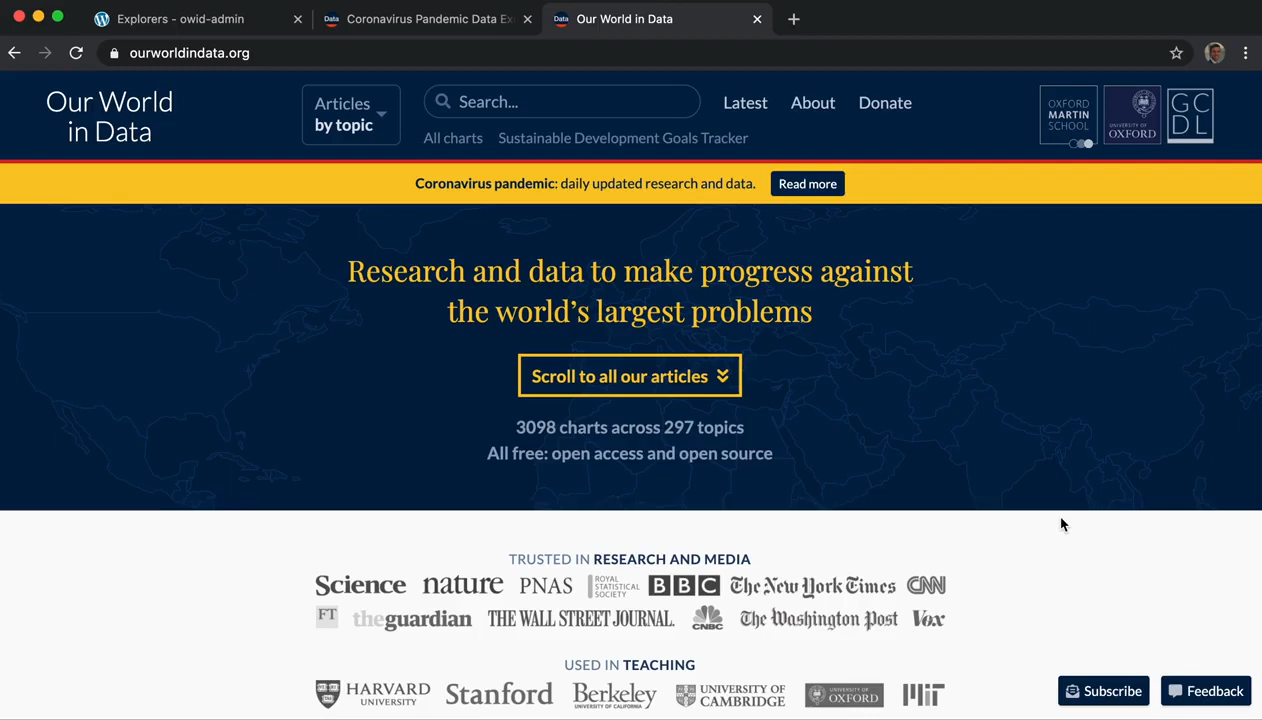 Explorers - owid-admin
Data Coronavirus Pandemic Data Ex
Data Our World in Data
ourworldindata.org
Our World
in Data
Articles
by topic
Search...
All charts Sustainable Development Goals Tracker
Latest About Donate
OXFORD
MARTIN
SCHOOL
UNIVERSITY OF
OXFORD
GC
DL
Coronavirus pandemic: daily updated research and data. Read more
Research and data to make progress against
the world's largest problems
Scroll to all our articles
3098 charts across 297 topics
All free: open access and open source
TRUSTED IN RESEARCH AND MEDIA
Science nature PNAS ROYAL STATISTICAL SOCIETY BBC The New York Times CNN
FT theguardian THE WALL STREET JOURNAL. CNBC The Washington Post Vox
USED IN TEACHING
HARVARD UNIVERSITY Stanford Berkeley UNIVERSITY OF CALIFORNIA UNIVERSITY OF CAMBRIDGE UNIVERSITY OF OXFORD MIT
Subscribe Feedback